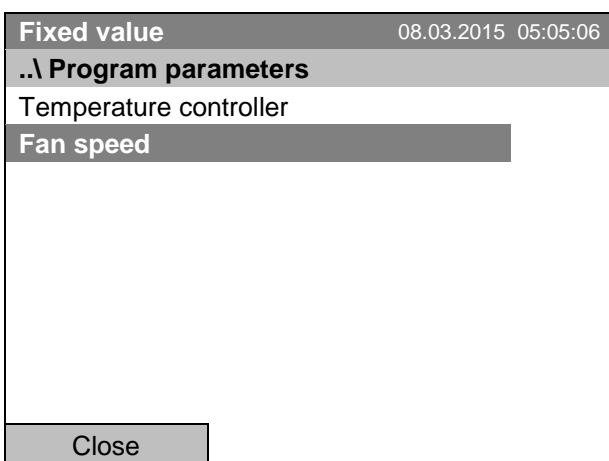 Fixed value 08.03.2015 05:05:06
..\ Program parameters
Temperature controller
Fan speed
Close